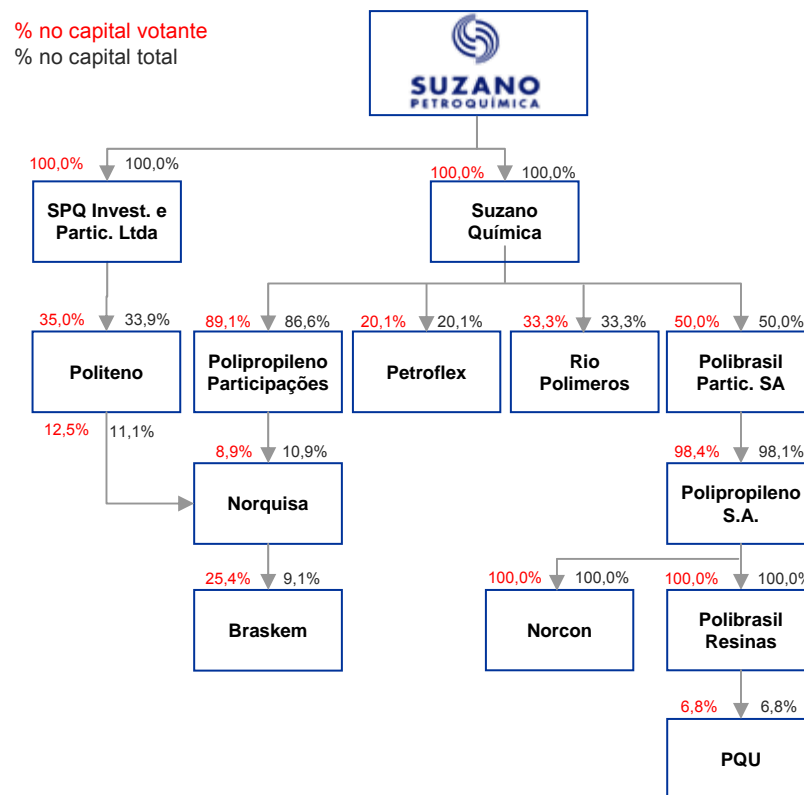 % no capital votante
% no capital total
SUZANO
PETROQUÍMICA
100,0% 100,0%
100,0% 100,0%
SPQ Invest. e
Partic. Ltda
Suzano
Química
35,0% 33,9%
89,1% 86,6%
20,1% 20,1%
33,3% 33,3%
50,0% 50,0%
Politeno
Polipropileno
Participações
Petroflex
Rio
Polimeros
Polibrasil
Partic. SA
12,5% 11,1%
8,9% 10,9%
98,4% 98,1%
Norquisa
Polipropileno
S.A.
25,4% 9,1%
100,0% 100,0%
100,0% 100,0%
Braskem
Norcon
Polibrasil
Resinas
6,8% 6,8%
PQU